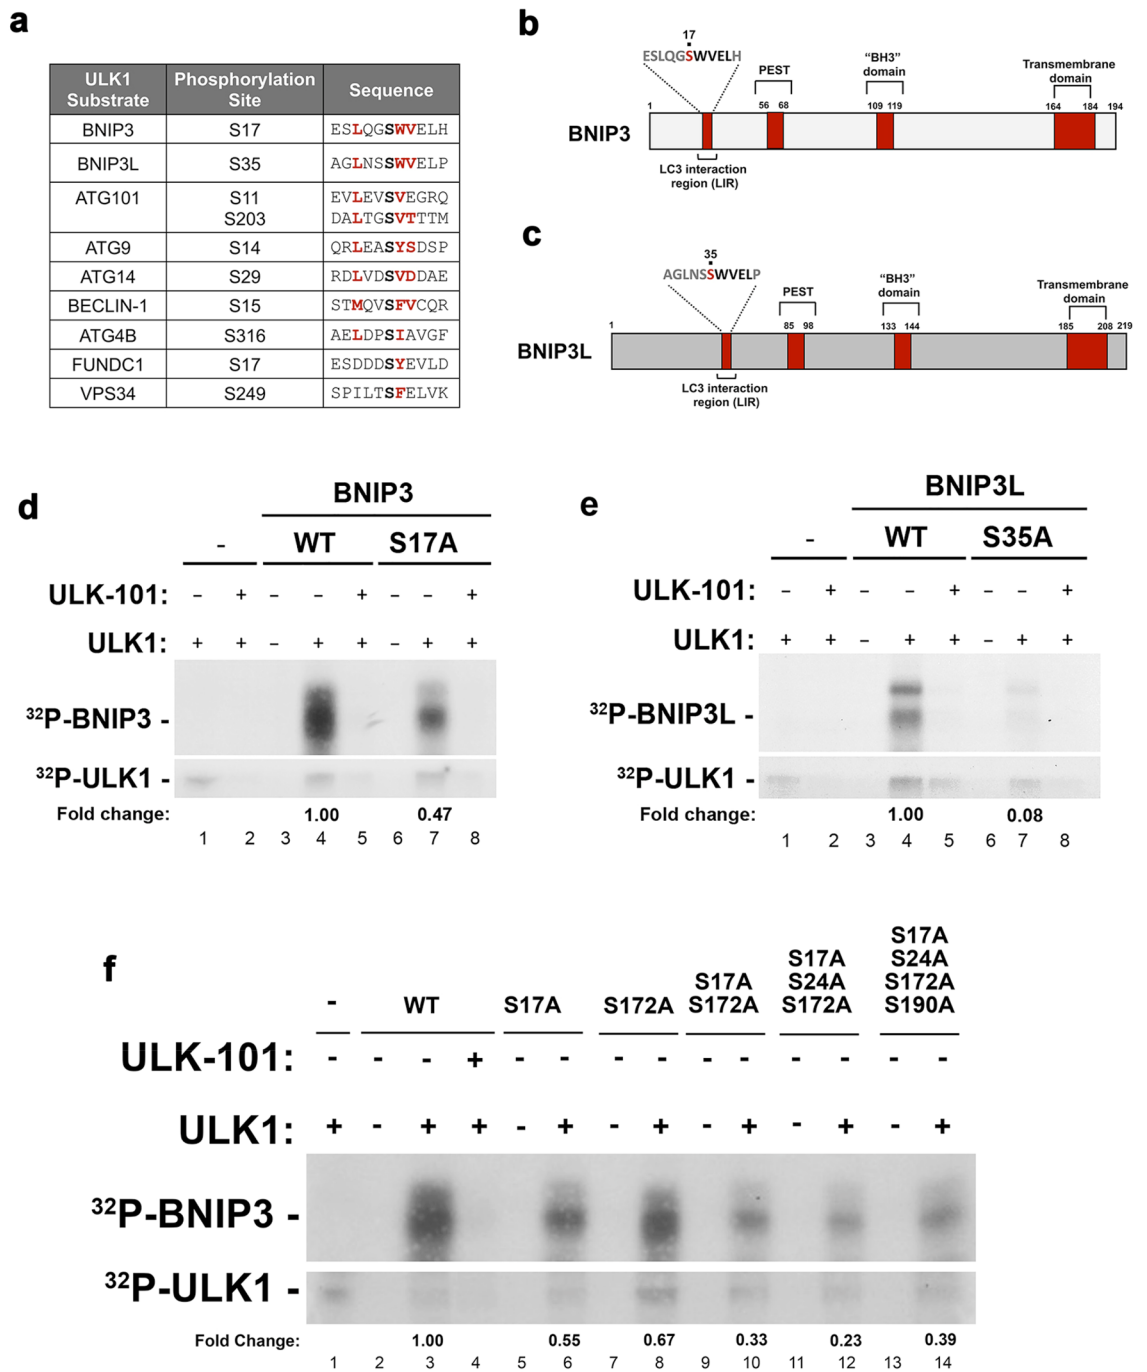 a
ULK1 Substrate Phosphorylation Site Sequence
BNIP3 S17 ESLQGSWVELH
BNIP3L S35 AGLNSSWVELP
ATG101 S11 EVLEVSVEGRQ
S203 DALTGSVTTTM
ATG9 S14 QRLEASYSDSP
ATG14 S29 RDLVDSVDDAE
BECLIN-1 S15 STMQVSFVCQR
ATG4B S316 AELDPSIAVGF
FUNDC1 S17 ESDDDSYEVLD
VPS34 S249 SPILTSFELVK
b
17
ESLQGSWVELH
PEST
"BH3" domain
Transmembrane domain
1 56 68 109 119 164 184 194
BNIP3
LC3 interaction region (LIR)
c
35
AGLNSSWVELP
PEST
"BH3" domain
Transmembrane domain
1 85 98 133 144 185 208 219
BNIP3L
LC3 interaction region (LIR)
d
BNIP3
- WT S17A
ULK-101: - + - - + - - +
ULK1: + + - + + - + +
32P-BNIP3 -
32P-ULK1 -
Fold change: 1.00 0.47
1 2 3 4 5 6 7 8
e
BNIP3L
- WT S35A
ULK-101: - + - - + - - +
ULK1: + + - + + - + +
32P-BNIP3L -
32P-ULK1 -
Fold change: 1.00 0.08
1 2 3 4 5 6 7 8
f
- WT S17A S172A S17A S172A S17A S24A S172A S17A S24A S172A S190A
ULK-101: - - - + - - - - - - - - - -
ULK1: + - + + - + - + - + - + - +
32P-BNIP3 -
32P-ULK1 -
Fold Change: 1.00 0.55 0.67 0.33 0.23 0.39
1 2 3 4 5 6 7 8 9 10 11 12 13 14